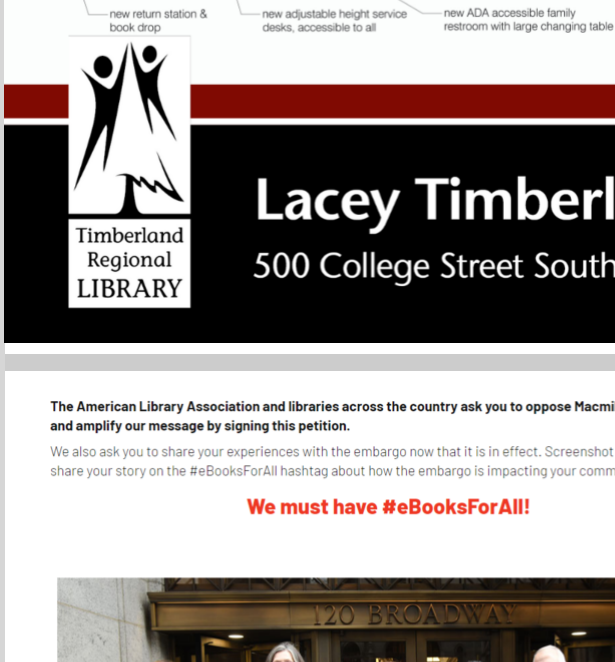 new return station &
book drop
new adjustable height service
desks, accessible to all
new ADA accessible family
restroom with large changing table
Timberland
Regional
LIBRARY
Lacey Timberl
500 College Street South
The American Library Association and libraries across the country ask you to oppose Macmi
and amplify our message by signing this petition.
We also ask you to share your experiences with the embargo now that it is in effect. Screenshot
share your story on the #eBooksForAll hashtag about how the embargo is impacting your comm
We must have #eBooksForAll!
120 BROADWAY